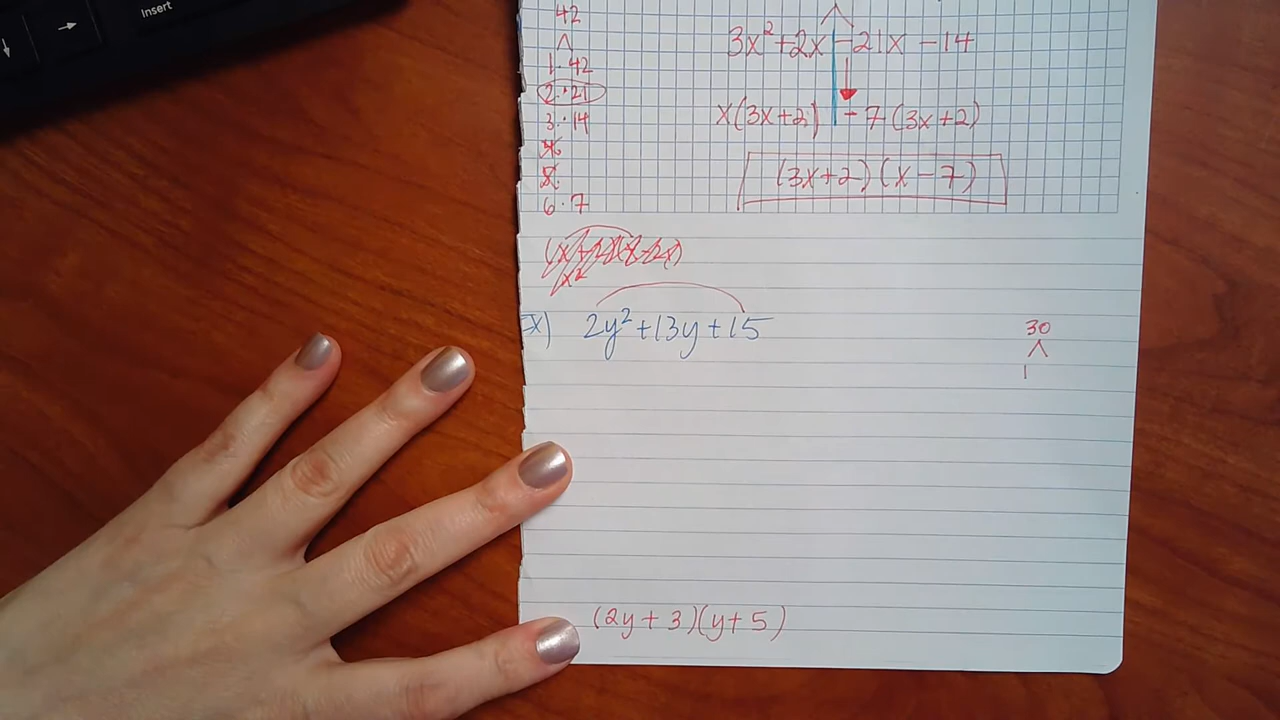 Insert
42
1·42
2·21
3·14
6·7
3x²+2x-21x-14
x(3x+2) -7(3x+2)
(3x+2)(x-7)
2y²+13y+15
30
1
(2y+3)(y+5)